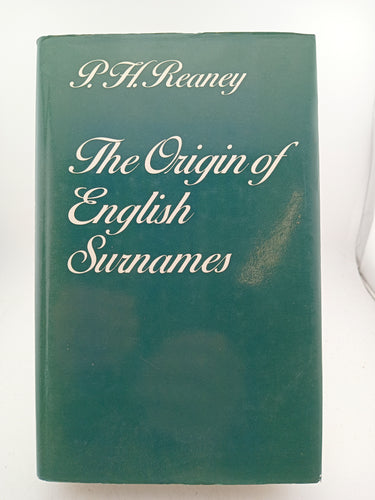 P. H. Reaney
The Origin of
English
Surnames